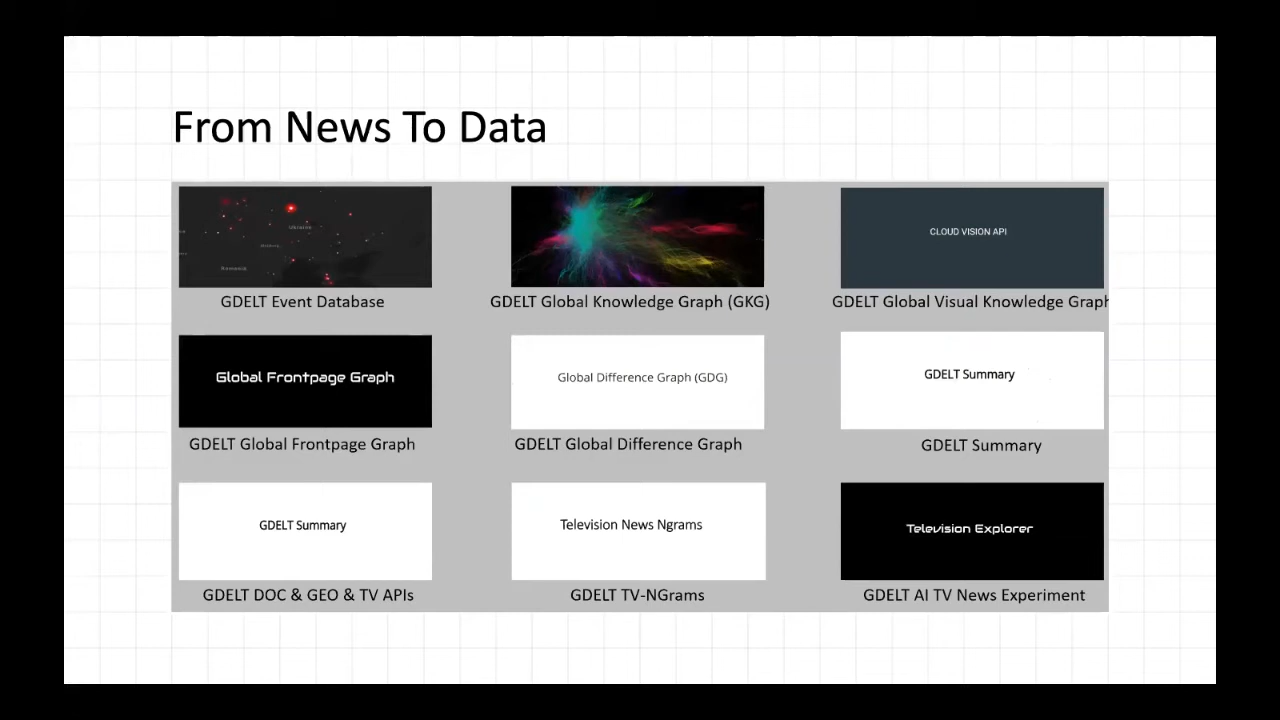 From News To Data
Ukraine
CLOUD VISION API
GDELT Event Database
GDELT Global Knowledge Graph (GKG)
GDELT Global Visual Knowledge Graph
Global Frontpage Graph
Global Difference Graph (GDG)
GDELT Summary
GDELT Global Frontpage Graph
GDELT Global Difference Graph
GDELT Summary
GDELT Summary
Television News Ngrams
Television Explorer
GDELT DOC & GEO & TV APIs
GDELT TV-NGrams
GDELT AI TV News Experiment